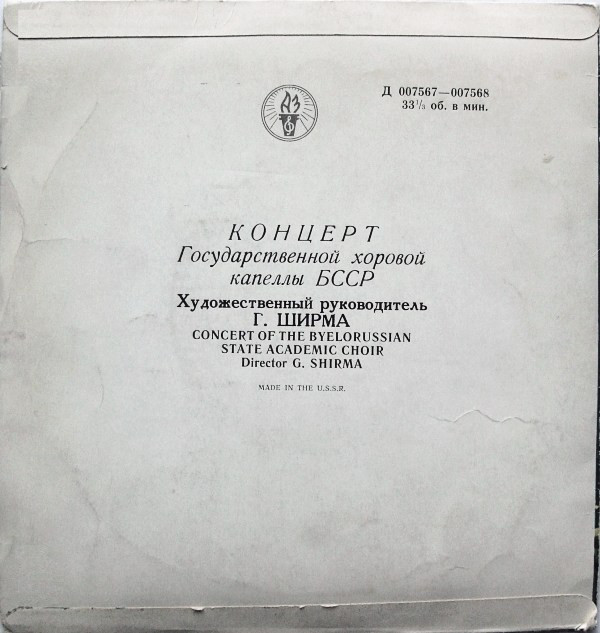 АЗ
Д 007567—007568
33⅓ об. в мин.
КОНЦЕРТ
Государственной хоровой
капеллы БССР
Художественный руководитель
Г. ШИРМА
CONCERT OF THE BYELORUSSIAN
STATE ACADEMIC CHOIR
Director G. SHIRMA
MADE IN THE U.S.S.R.